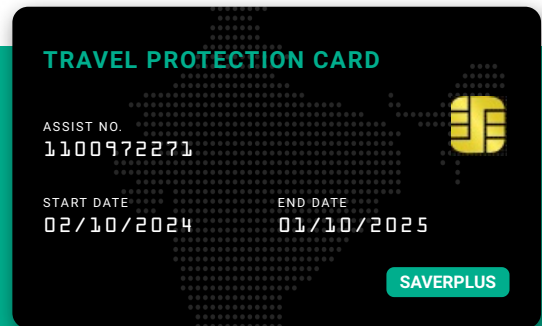 TRAVEL PROTECTION CARD
ASSIST NO.
1100972271
START DATE
02/10/2024
END DATE
01/10/2025
SAVERPLUS